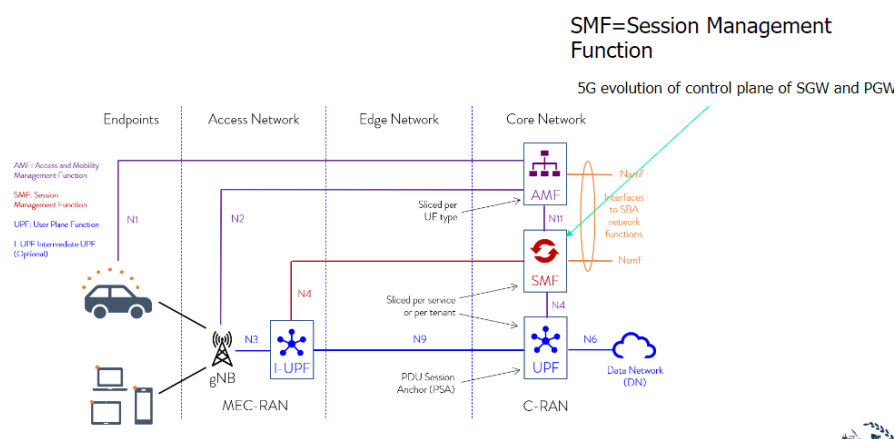 SMF=Session Management
Function
5G evolution of control plane of SGW and PGW
Endpoints
Access Network
Edge Network
Core Network
AMF: Access and Mobility
Management Function
SMF: Session
Management Function
UPF: User Plane Function
I-UPF Intermediate UPF
(Optional)
N1
N2
Sliced per
UE type
AMF
Nsmf
Interfaces
to SBA
network
functions
N11
Nsmf
SMF
N4
Sliced per service
or per tenant
N4
N3
I-UPF
N9
UPF
N6
Data Network
(DN)
gNB
PDU Session
Anchor (PSA)
MEC-RAN
C-RAN